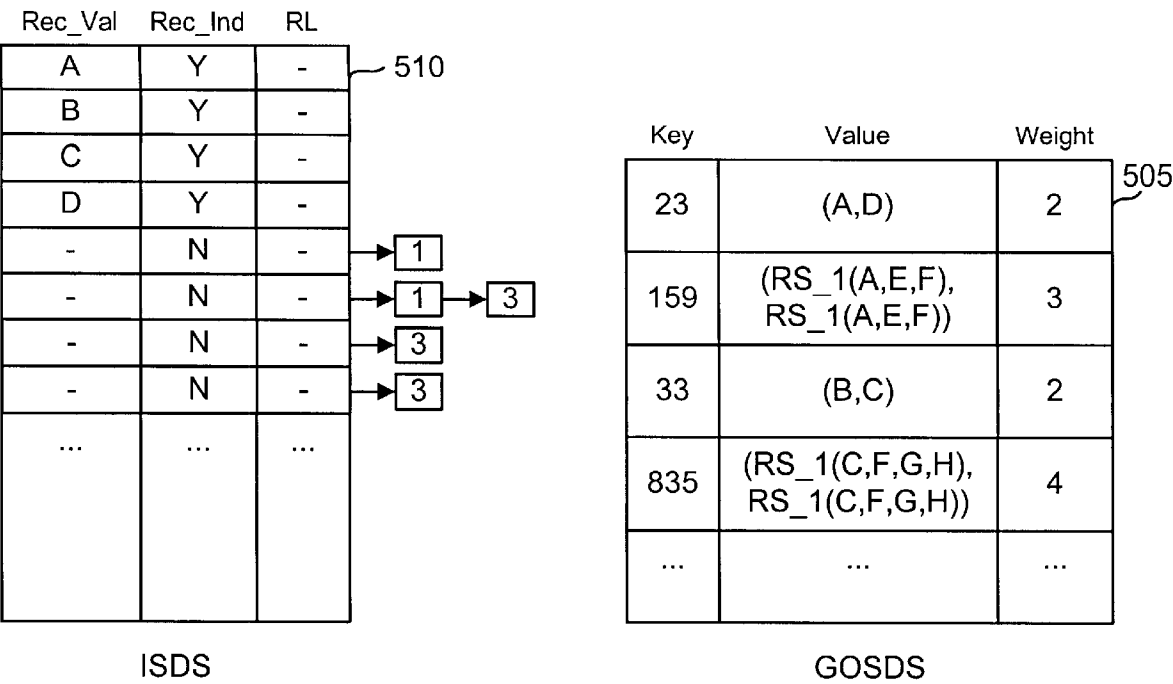 Rec_Val Rec_Ind RL
A Y -
B Y -
C Y -
D Y -
- N - 1
- N - 1 3
- N - 3
- N - 3
... ... ...
510
ISDS
Key Value Weight
23 (A,D) 2
159 (RS_1(A,E,F), 3
RS_1(A,E,F))
33 (B,C) 2
835 (RS_1(C,F,G,H), 4
RS_1(C,F,G,H))
... ... ...
505
GOSDS